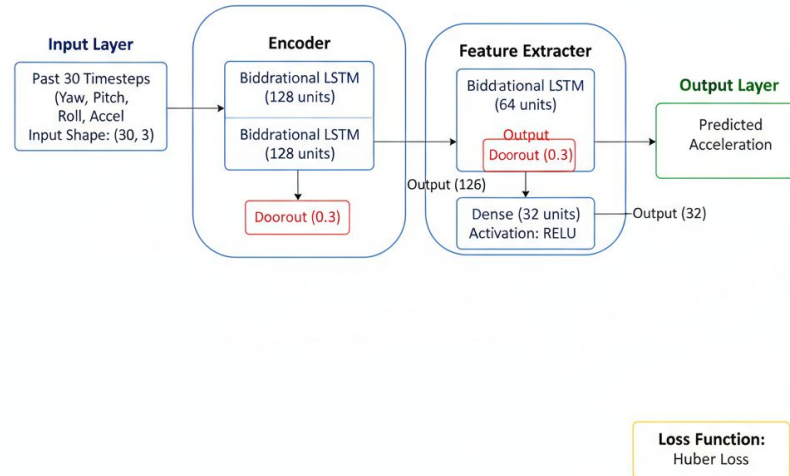 Input Layer
Past 30 Timesteps
(Yaw, Pitch,
Roll, Accel
Input Shape: (30, 3)
Encoder
Biddrational LSTM
(128 units)
Biddrational LSTM
(128 units)
Doorout (0.3)
Feature Extracter
Biddational LSTM
(64 units)
Output
Doorout (0.3)
Output (126)
Dense (32 units)
Activation: RELU
Output (32)
Output Layer
Predicted
Acceleration
Loss Function:
Huber Loss